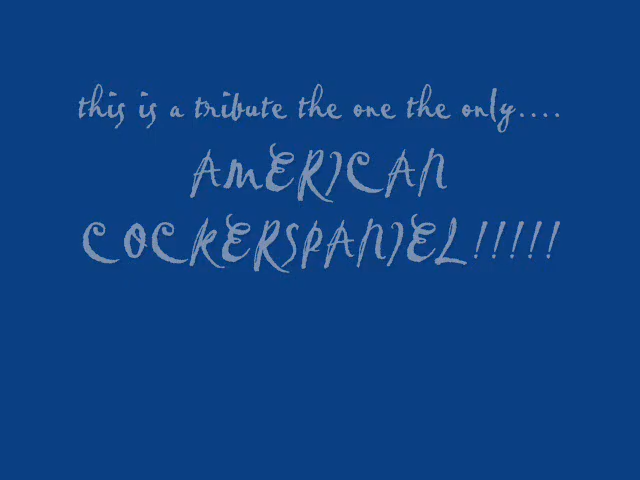 this is a tribute the one the only....
AMERICAN
COCKERSPANIEL!!!!!